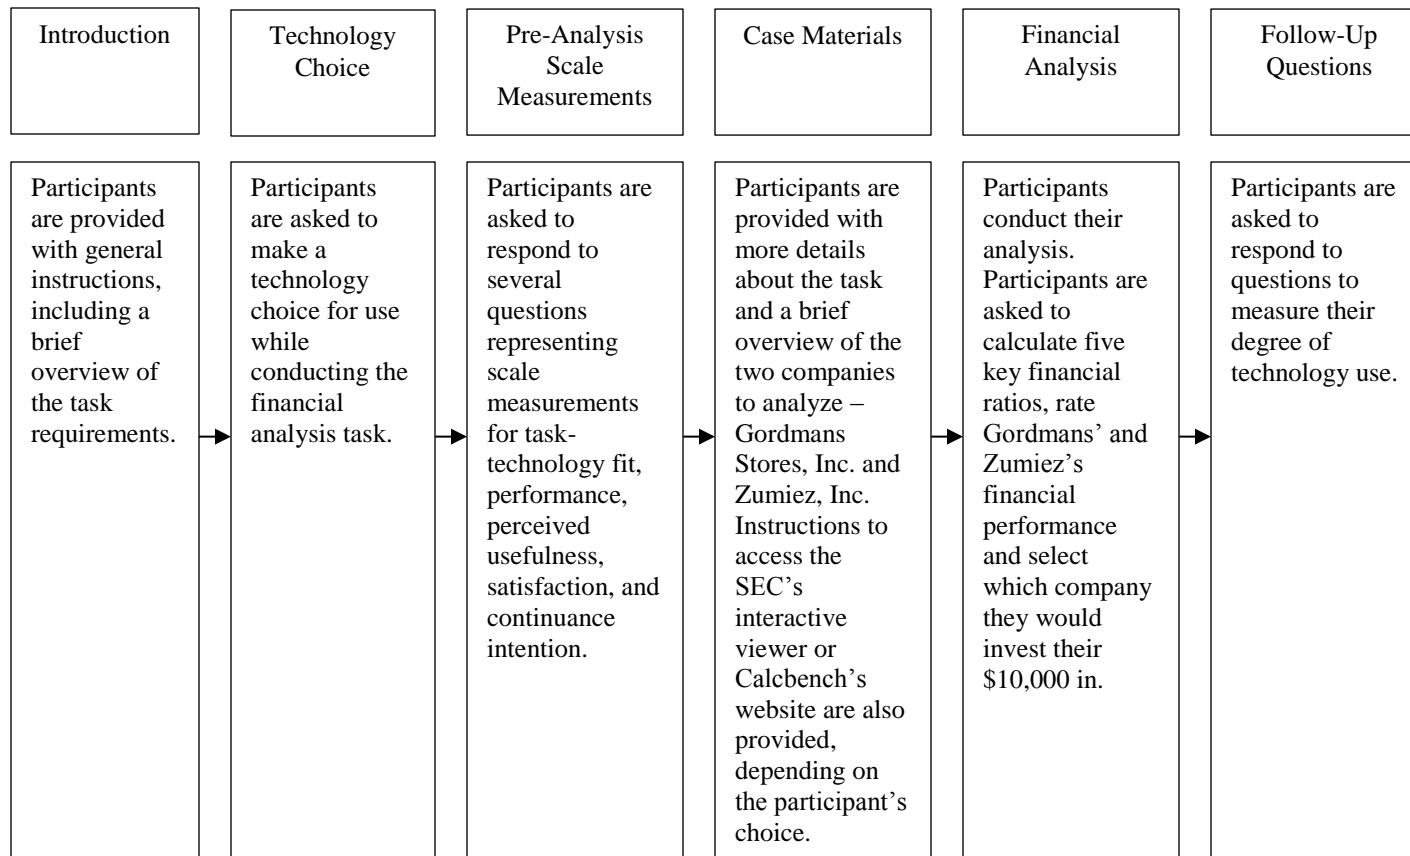 Introduction
Technology
Choice
Pre-Analysis
Scale
Measurements
Case Materials
Financial
Analysis
Follow-Up
Questions
Participants
are provided
with general
instructions,
including a
brief
overview of
the task
requirements.
Participants
are asked to
make a
technology
choice for use
while
conducting the
financial
analysis task.
Participants are
asked to
respond to
several
questions
representing
scale
measurements
for task-
technology fit,
performance,
perceived
usefulness,
satisfaction, and
continuance
intention.
Participants are
provided with
more details
about the task
and a brief
overview of the
two companies
to analyze –
Gordmans
Stores, Inc. and
Zumiez, Inc.
Instructions to
access the
SEC’s
interactive
viewer or
Calcbench’s
website are also
provided,
depending on
the participant’s
choice.
Participants
conduct their
analysis.
Participants are
asked to
calculate five
key financial
ratios, rate
Gordmans’ and
Zumiez’s
financial
performance
and select
which company
they would
invest their
$10,000 in.
Participants are
asked to
respond to
questions to
measure their
degree of
technology use.